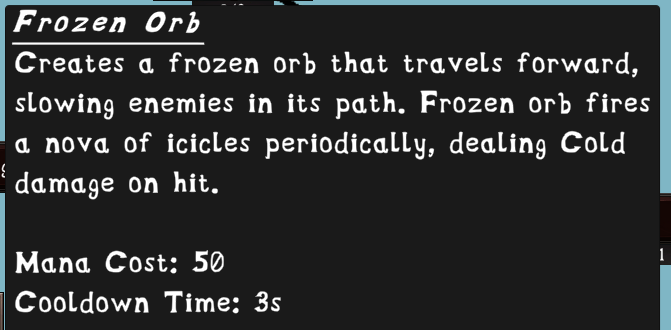 Frozen Orb
Creates a frozen orb that travels forward,
slowing enemies in its path. Frozen orb fires
a nova of icicles periodically, dealing Cold
damage on hit.
Mana Cost: 50
Cooldown Time: 3s